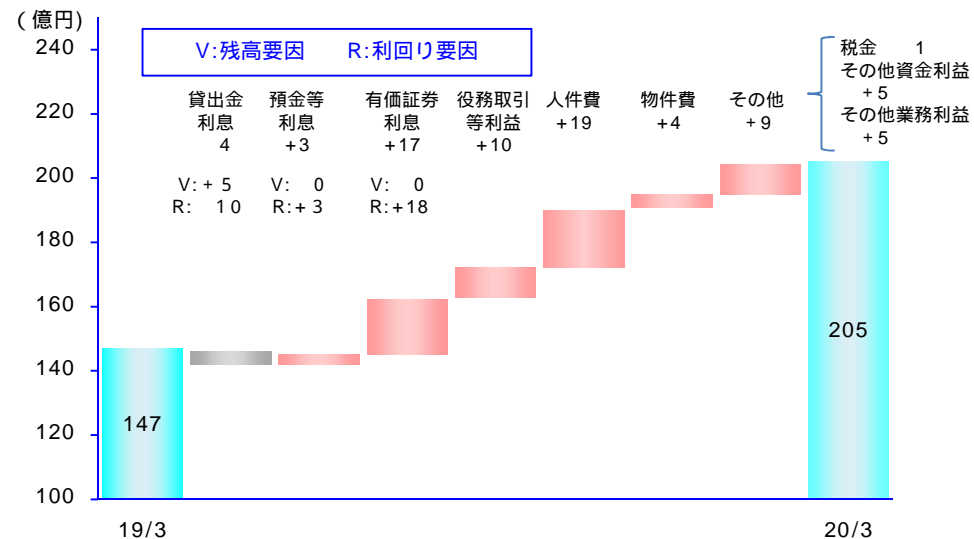 (億円)
240
220
200
180
160
140
120
100
V:残高要因 R:利回り要因
貸出金
利息
4
V:+5
R: 10
預金等
利息
+3
V: 0
R:+3
有価証券
利息
+17
V: 0
R:+18
役務取引
等利益
+10
人件費
+19
物件費
+4
その他
+9
税金 1
その他資金利益
+5
その他業務利益
+5
147
205
19/3
20/3